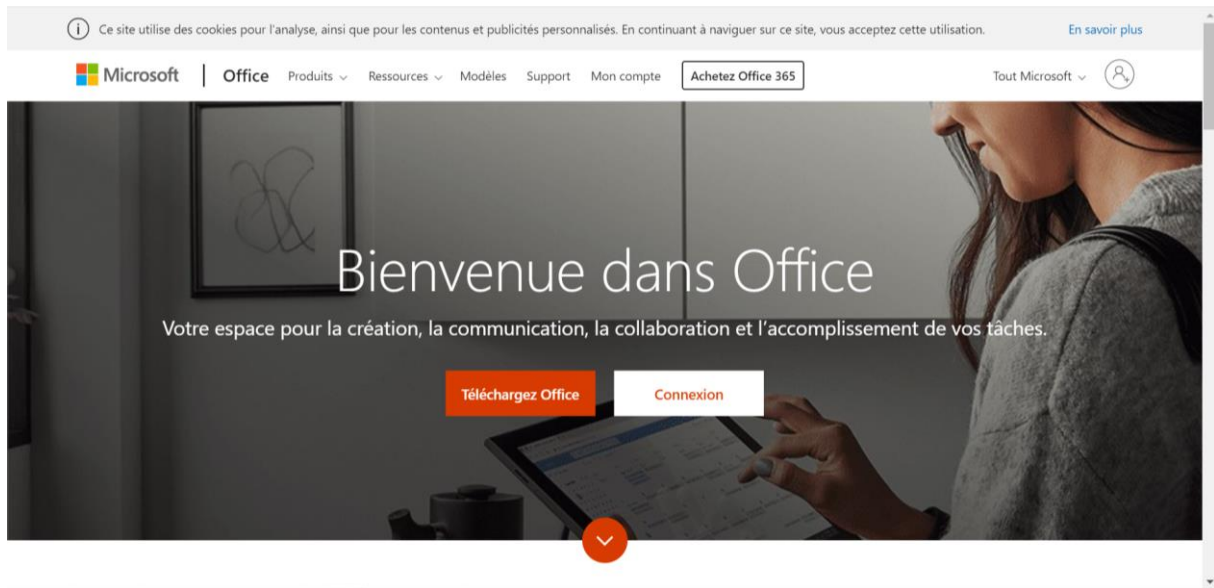 Ce site utilise des cookies pour l'analyse, ainsi que pour les contenus et publicités personnalisés. En continuant à naviguer sur ce site, vous acceptez cette utilisation. En savoir plus
Microsoft | Office Produits Ressources Modèles Support Mon compte Achetez Office 365 Tout Microsoft
Bienvenue dans Office
Votre espace pour la création, la communication, la collaboration et l’accomplissement de vos tâches.
Téléchargez Office Connexion